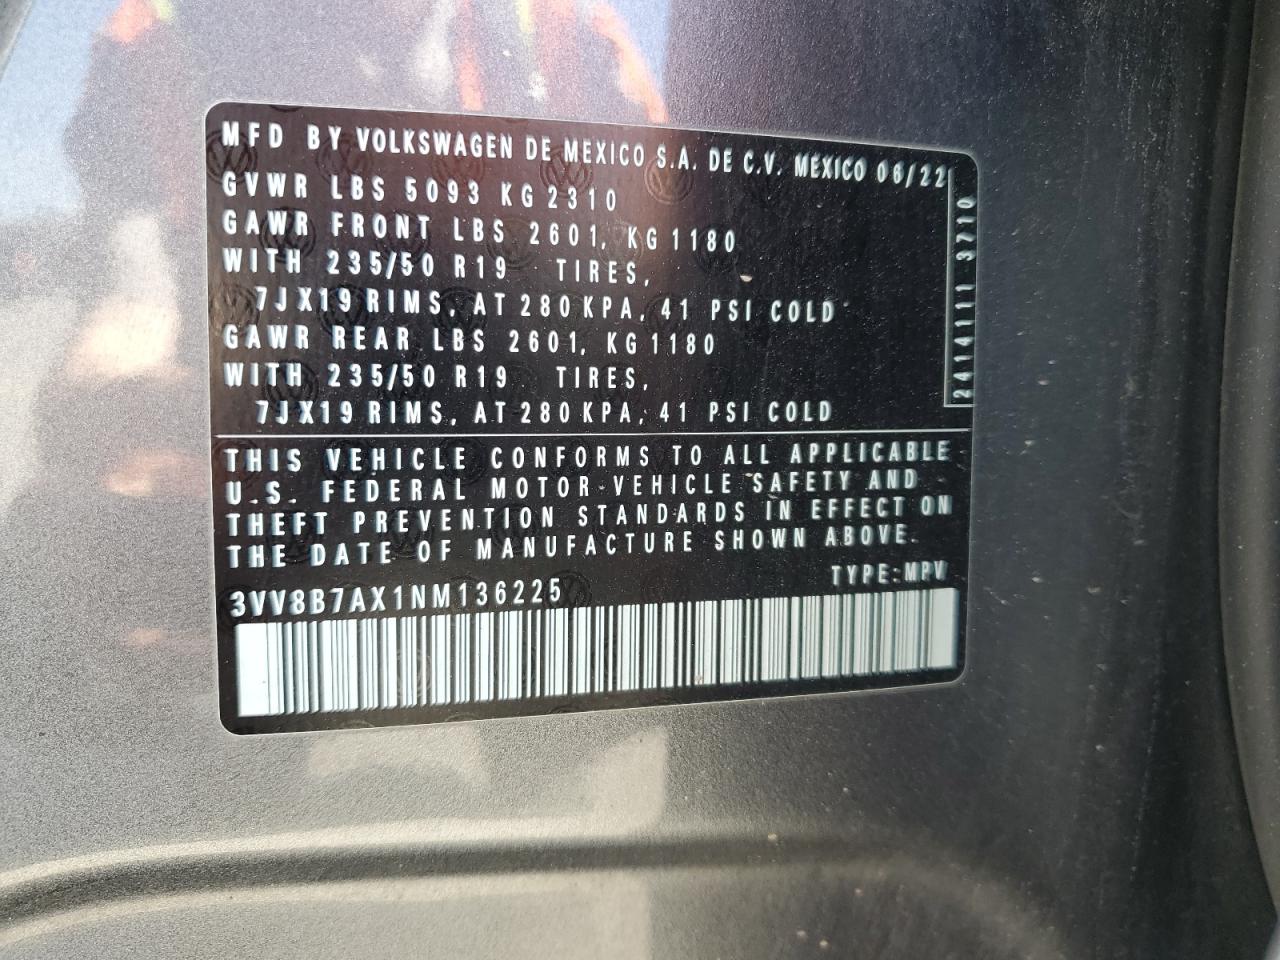 MFD BY VOLKSWAGEN DE MEXICO S.A. DE C.V. MEXICO 06/22
GVWR LBS 5093 KG 2310
GAWR FRONT LBS 2601, KG 1180
WITH 235/50 R19 TIRES,
7JX19 RIMS, AT 280 KPA, 41 PSI COLD
GAWR REAR LBS 2601, KG 1180
WITH 235/50 R19 TIRES,
7JX19 RIMS, AT 280 KPA, 41 PSI COLD
2414111 3710
THIS VEHICLE CONFORMS TO ALL APPLICABLE
U.S. FEDERAL MOTOR VEHICLE SAFETY AND
THEFT PREVENTION STANDARDS IN EFFECT ON
THE DATE OF MANUFACTURE SHOWN ABOVE.
3VV8B7AX1NM136225 TYPE:MPV